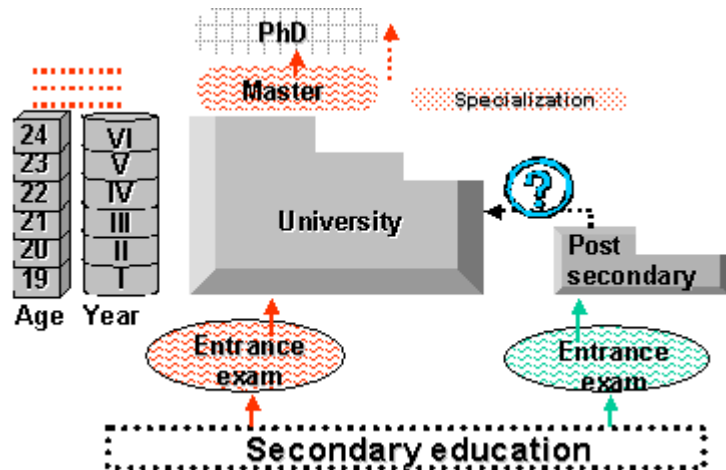 PhD
Master
Specialization
24 VI
23 V
22 IV
21 III
20 II
19 T
Age Year
University
?
Post
secondary
Entrance
exam
Entrance
exam
Secondary education